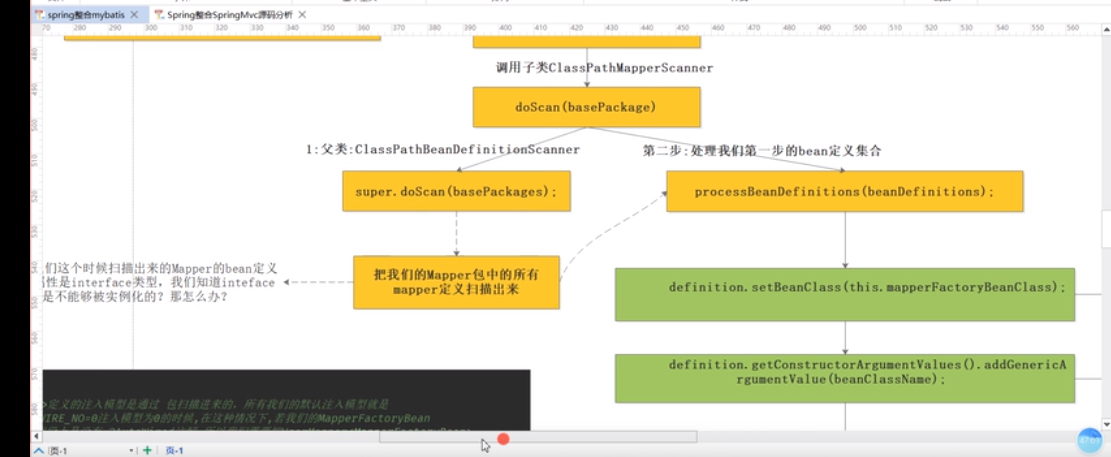 spring整合mybatis
Spring整合SpringMvc源码分析
270 280 290 300 310 320 330 340 350 360 370 380 390 400 410 420 430 440 450 460 470 480 490 500 510 520 530 540 550 560
调用子类ClassPathMapperScanner
doScan(basePackage)
1:父类:ClassPathBeanDefinitionScanner
第二步:处理我们第一步的bean定义集合
super.doScan(basePackages);
processBeanDefinitions(beanDefinitions);
们这个时候扫描出来的Mapper的bean定义
属性是interface类型，我们知道inteface
是不能够被实例化的？那怎么办？
把我们的Mapper包中的所有
mapper定义扫描出来
definition.setBeanClass(this.mapperFactoryBeanClass);
definition.getConstructorArgumentValues().addGenericA
rgumentValue(beanClassName);
定义的注入模型是通过 包扫描进来的，所有我们的默认注入模型就是
WIRE_NO=0注入模型为0的时候,在这种情况下,若我们的MapperFactoryBean
页-1
页-1